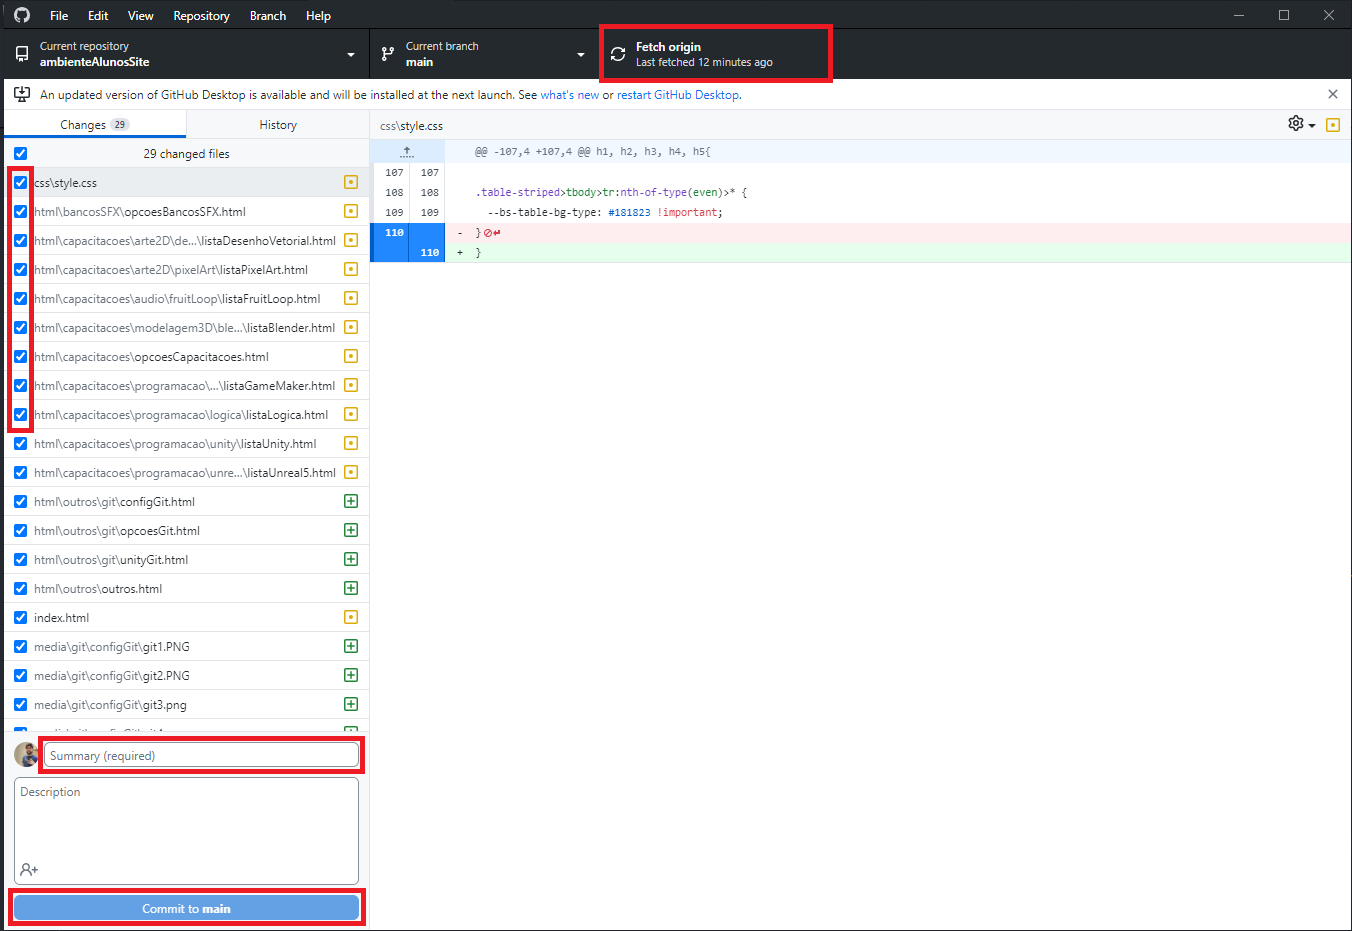 File Edit View Repository Branch Help
Current repository
ambienteAlunosSite
Current branch
main
Fetch origin
Last fetched 12 minutes ago
An updated version of GitHub Desktop is available and will be installed at the next launch. See what's new or restart GitHub Desktop.
Changes 29
History
css\style.css
29 changed files
css\style.css
html\bancosSFX\opcoesBancosSFX.html
html\capacitacoes\arte2D\de...\listaDesenhoVetorial.html
html\capacitacoes\arte2D\pixelArt\listaPixelArt.html
html\capacitacoes\audio\fruitLoop\listaFruitLoop.html
html\capacitacoes\modelagem3D\ble...\listaBlender.html
html\capacitacoes\opcoesCapacitacoes.html
html\capacitacoes\programacao\...\listaGameMaker.html
html\capacitacoes\programacao\logica\listaLogica.html
html\capacitacoes\programacao\unity\listaUnity.html
html\capacitacoes\programacao\unre...\listaUnreal5.html
html\outros\git\configGit.html
html\outros\git\opcoesGit.html
html\outros\git\unityGit.html
html\outros\outros.html
index.html
media\git\configGit\git1.PNG
media\git\configGit\git2.PNG
media\git\configGit\git3.png
Summary (required)
Description
Commit to main
@@ -107,4 +107,4 @@ h1, h2, h3, h4, h5{
107 107
108 108 .table-striped>tbody>tr:nth-of-type(even)>* {
109 109 --bs-table-bg-type: #181823 !important;
110 - }
110 + }